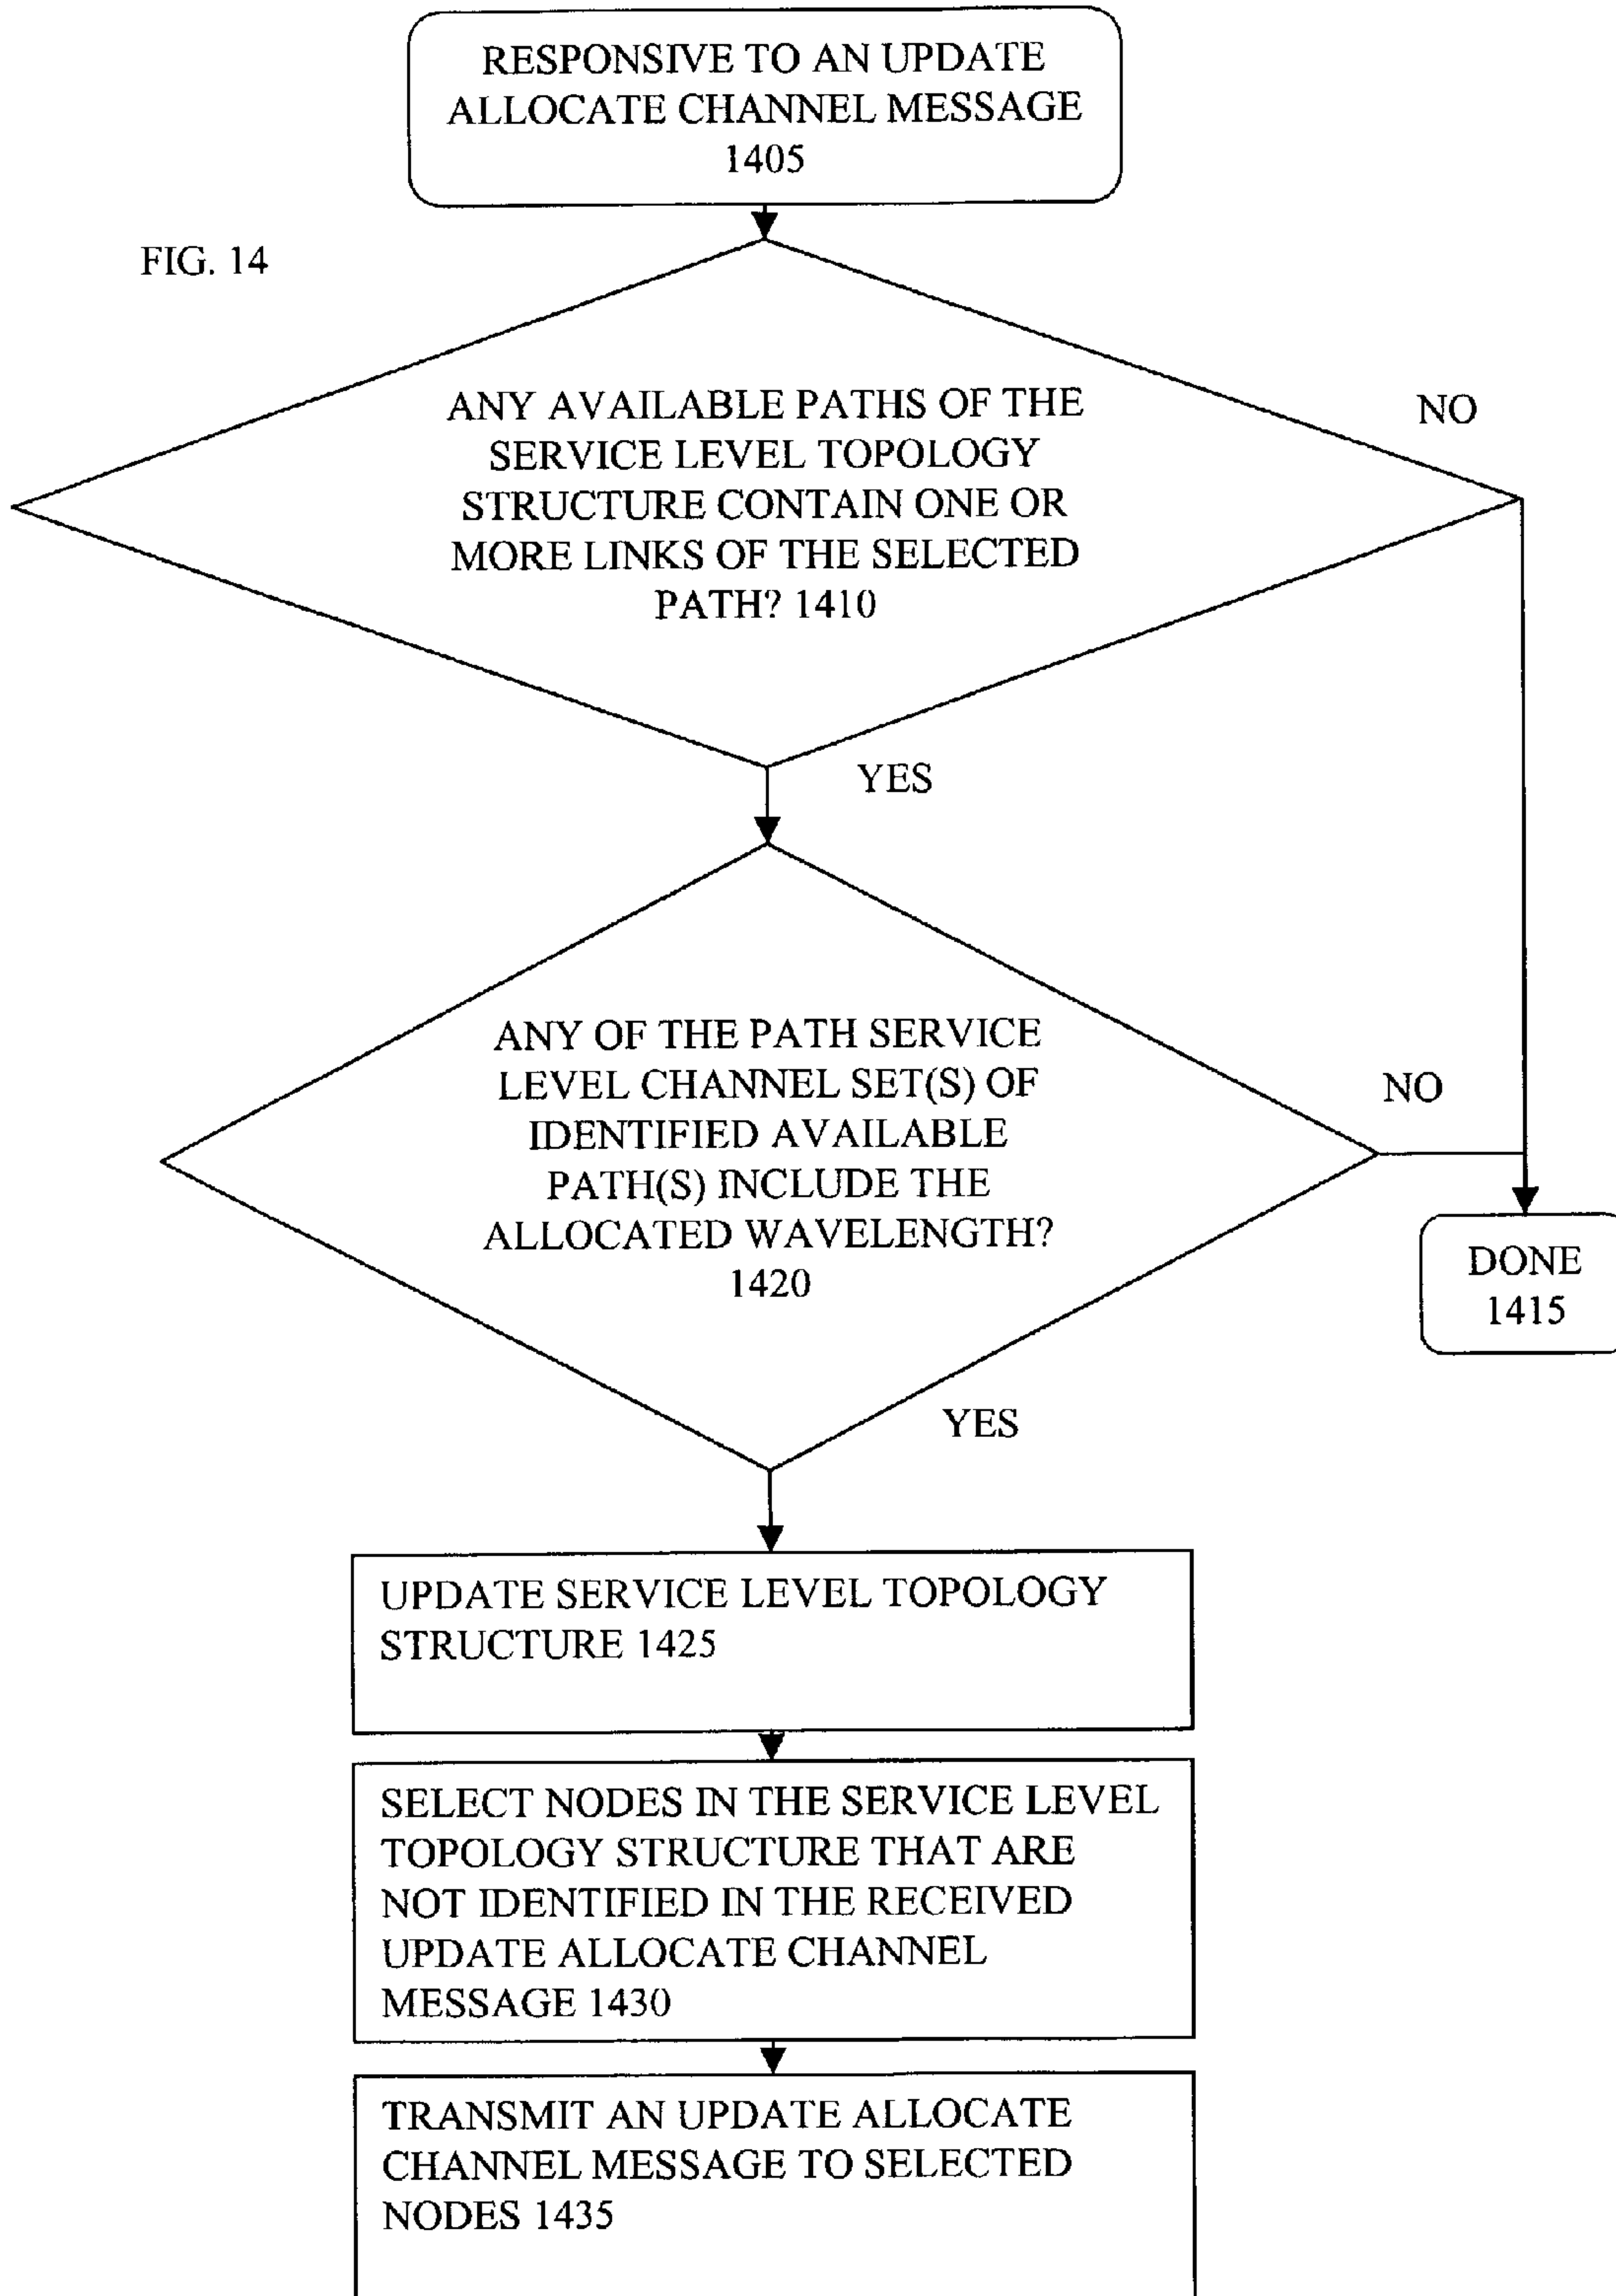 RESPONSIVE TO AN UPDATE
ALLOCATE CHANNEL MESSAGE
1405
FIG. 14
ANY AVAILABLE PATHS OF THE
SERVICE LEVEL TOPOLOGY
STRUCTURE CONTAIN ONE OR
MORE LINKS OF THE SELECTED
PATH? 1410
NO
YES
ANY OF THE PATH SERVICE
LEVEL CHANNEL SET(S) OF
IDENTIFIED AVAILABLE
PATH(S) INCLUDE THE
ALLOCATED WAVELENGTH?
1420
NO
DONE
1415
YES
UPDATE SERVICE LEVEL TOPOLOGY
STRUCTURE 1425
SELECT NODES IN THE SERVICE LEVEL
TOPOLOGY STRUCTURE THAT ARE
NOT IDENTIFIED IN THE RECEIVED
UPDATE ALLOCATE CHANNEL
MESSAGE 1430
TRANSMIT AN UPDATE ALLOCATE
CHANNEL MESSAGE TO SELECTED
NODES 1435